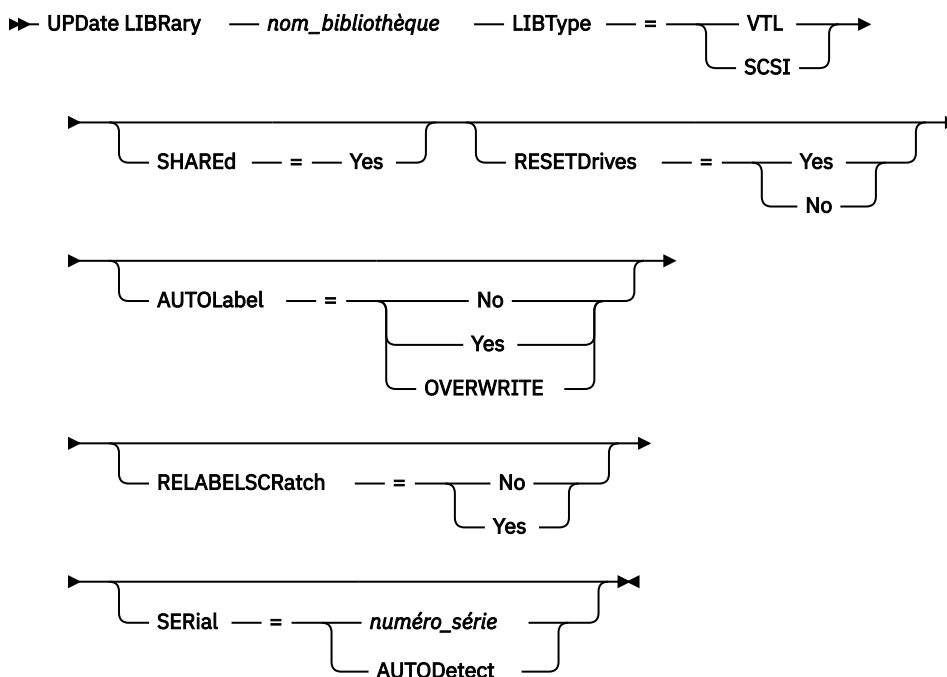 UPDate LIBRary nom_bibliothèque LIBType = VTL
SCSI
SHAREd = Yes RESETDrives = Yes
No
AUTOLabel = No
Yes
OVERWRITE
RELABELSCRatch = No
Yes
SERial = numéro_série
AUTODetect